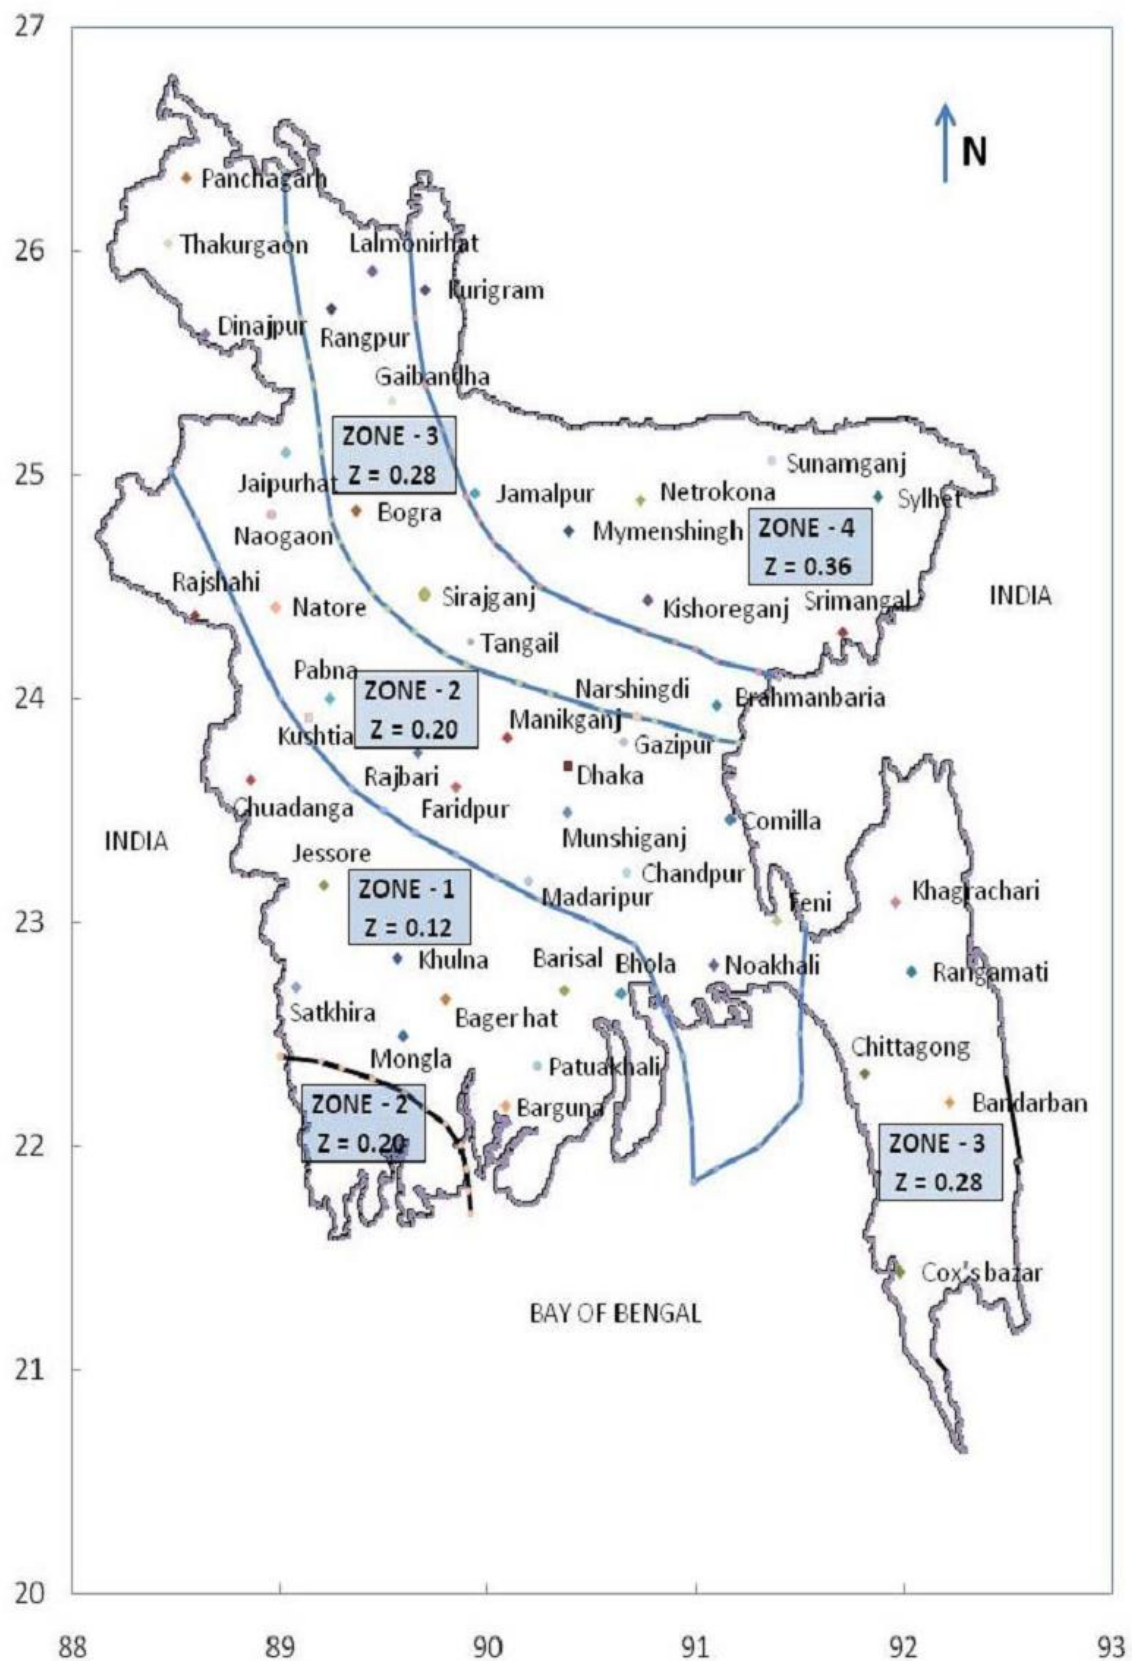 27
N
Panchagarh
26
Thakurgaon
Lalmonirhat
Kurigram
Dinajpur
Rangpur
Gaibandha
ZONE - 3
Z = 0.28
25
Sunamganj
Jaipurhat
Jamalpur
Netrokona
Sylhet
Bogra
Naogaon
Mymenshingh
ZONE - 4
Z = 0.36
Rajshahi
Natore
Sirajganj
Kishoreganj
Srimangal
INDIA
Tangail
Pabna
24
ZONE - 2
Z = 0.20
Narshingdi
Brahmanbaria
Manikganj
Kushtia
Gazipur
Rajbari
Dhaka
Chuadanga
Faridpur
Comilla
INDIA
Munshiganj
Jessore
Chandpur
ZONE - 1
Z = 0.12
Madaripur
Khagrachari
Feni
23
Khulna
Barisal
Bhola
Noakhali
Rangamati
Satkhira
Bagerhat
Mongla
Chittagong
Patuakhali
ZONE - 2
Z = 0.20
Barguna
Bandarban
22
ZONE - 3
Z = 0.28
Cox's bazar
BAY OF BENGAL
21
20
88 89 90 91 92 93